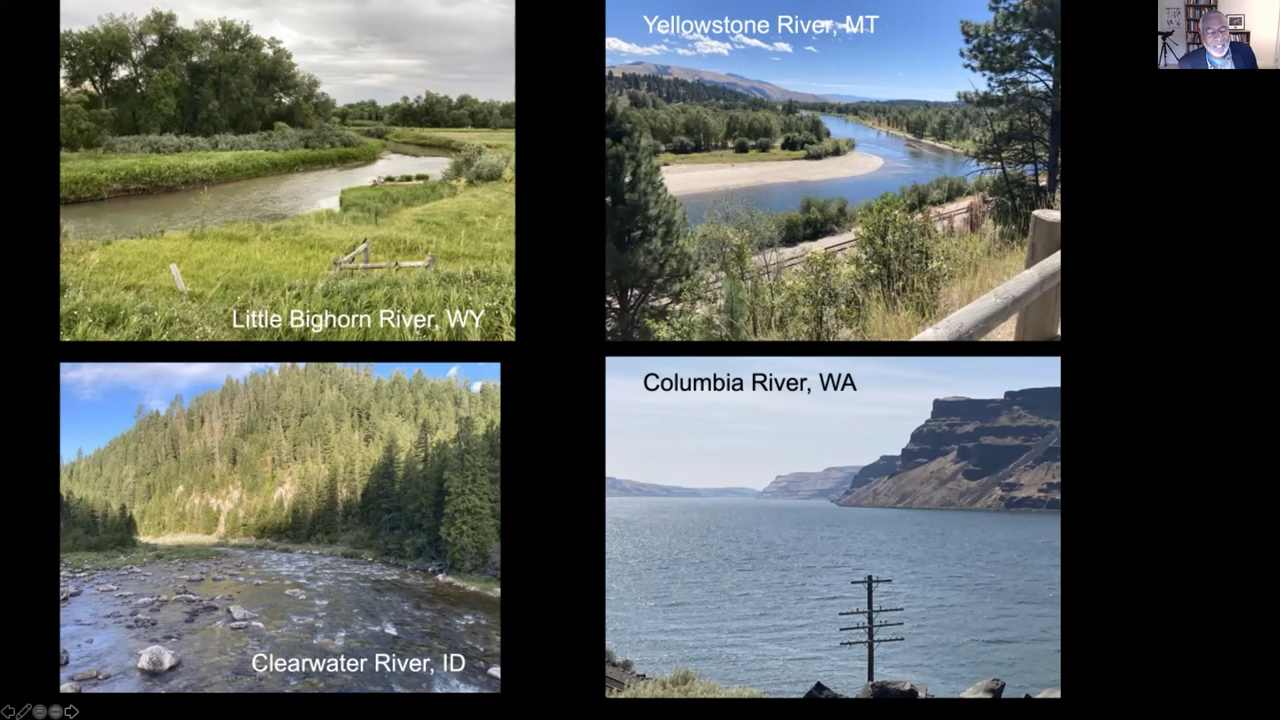 Little Bighorn River, WY
Yellowstone River, MT
Clearwater River, ID
Columbia River, WA